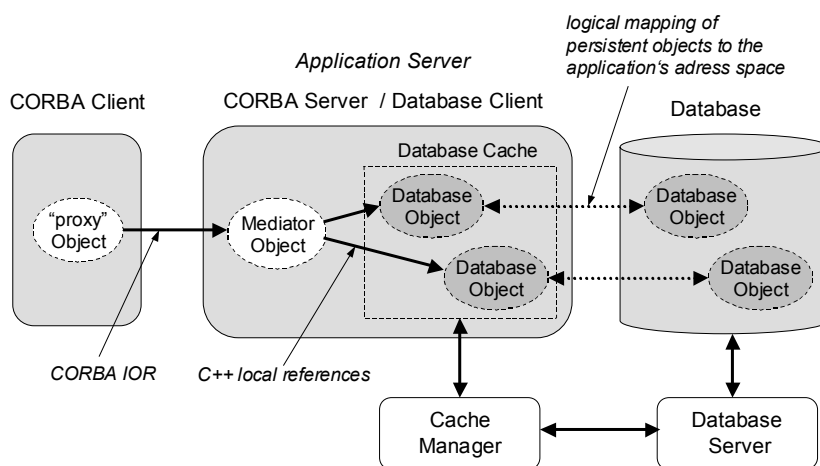 logical mapping of
persistent objects to the
application‘s adress space
Application Server
CORBA Client
CORBA Server / Database Client
Database
Database Cache
“proxy”
Object
Mediator
Object
Database
Object
Database
Object
Database
Object
Database
Object
CORBA IOR
C++ local references
Cache
Manager
Database
Server